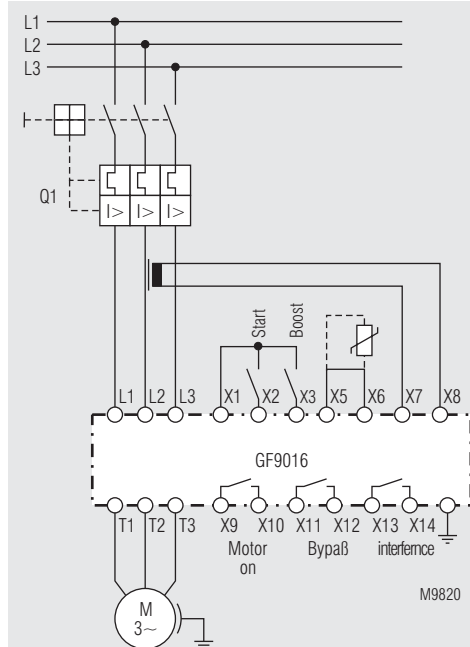 L1
L2
L3
Q1
I> I> I>
Start
Boost
L1 L2 L3 X1 X2 X3 X5 X6 X7 X8
GF9016
T1 T2 T3 X9 X10 X11 X12 X13 X14
Motor
on
Bypaß
interfernce
M
3~
M9820